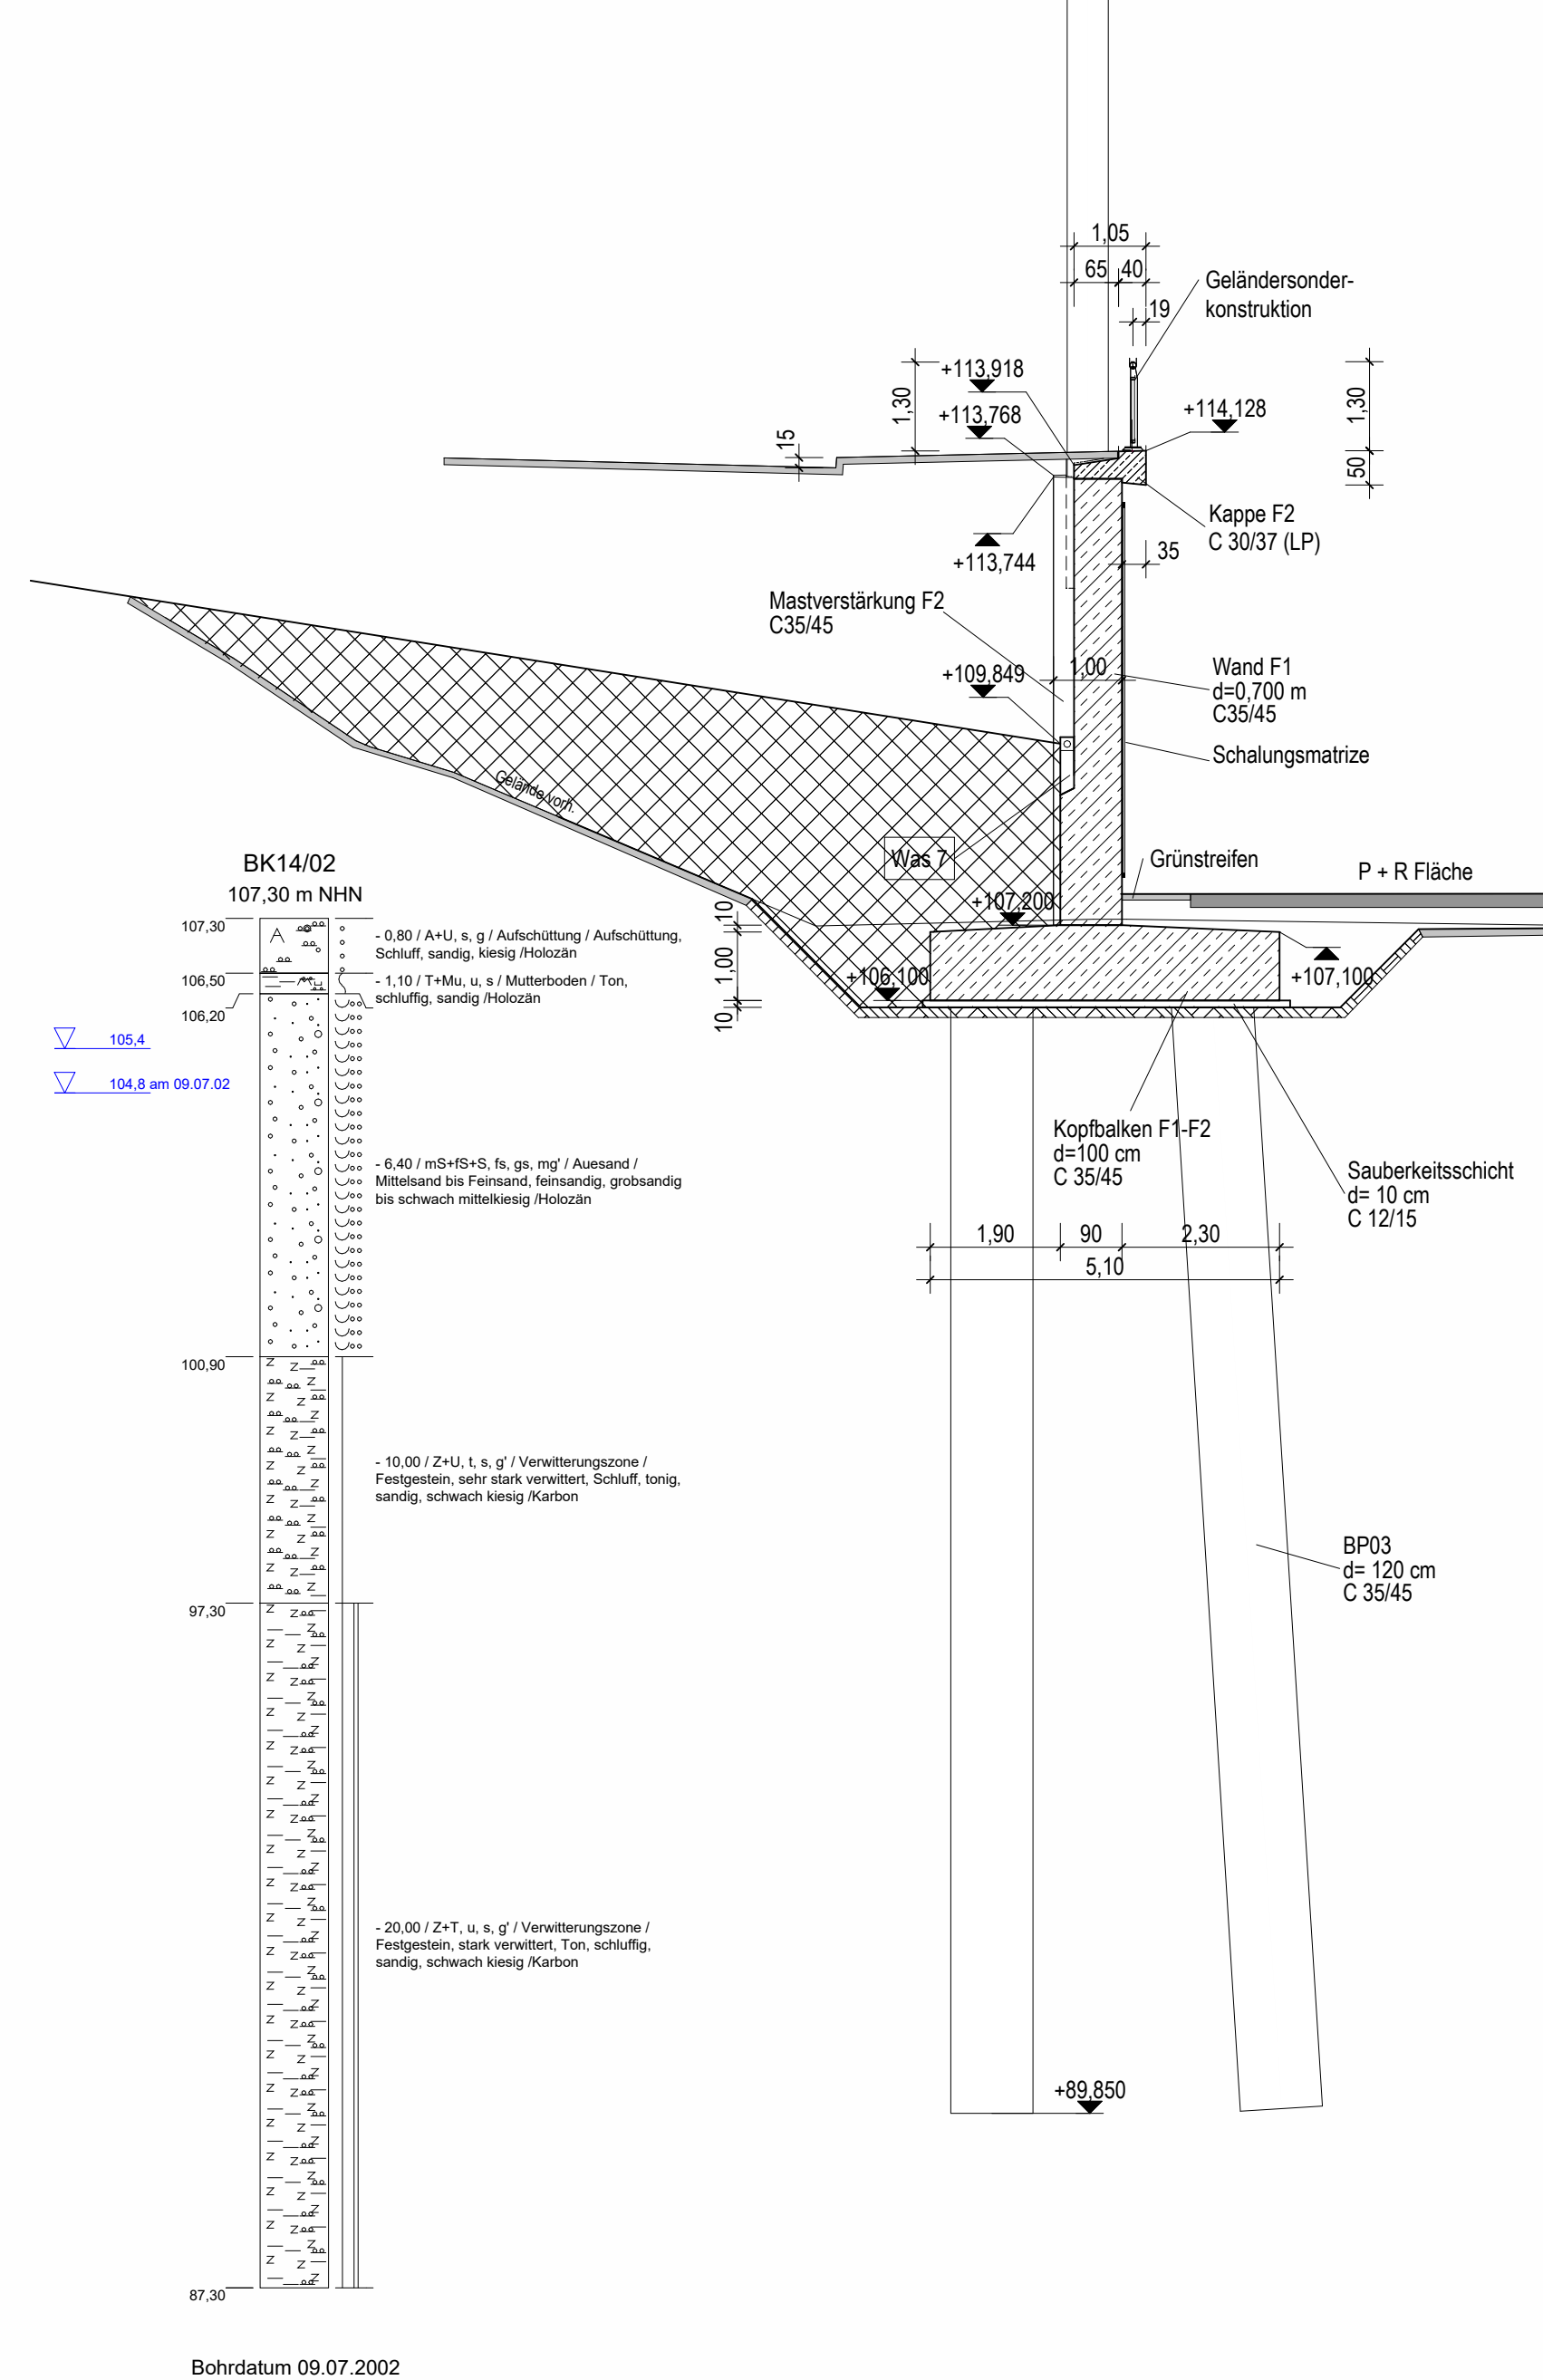 1,05
65
40
Geländersonder-
konstruktion
19
+113,918
1,30
1,30
+113,768
+114,128
15
50
Kappe F2
C 30/37 (LP)
35
+113,744
Mastverstärkung F2
C35/45
+109,849
1,00
Wand F1
d=0,700 m
C35/45
Schalungsmatrize
Gelände vorh.
Was 7
Grünstreifen
P + R Fläche
BK14/02
107,30 m NHN
+107,200
10
107,30
- 0,80 / A+U, s, g / Aufschüttung / Aufschüttung,
Schluff, sandig, kiesig /Holozän
A
1,00
+106,100
+107,100
106,50
- 1,10 / T+Mu, u, s / Mutterboden / Ton,
schluffig, sandig /Holozän
106,20
10
105,4
104,8 am 09.07.02
Kopfbalken F1-F2
d=100 cm
C 35/45
- 6,40 / mS+fS+S, fs, gs, mg' / Auesand /
Mittelsand bis Feinsand, feinsandig, grobsandig
bis schwach mittelkiesig /Holozän
Sauberkeitsschicht
d= 10 cm
C 12/15
1,90
90
2,30
5,10
100,90
- 10,00 / Z+U, t, s, g' / Verwitterungszone /
Festgestein, sehr stark verwittert, Schluff, tonig,
sandig, schwach kiesig /Karbon
BP03
d= 120 cm
C 35/45
97,30
- 20,00 / Z+T, u, s, g' / Verwitterungszone /
Festgestein, stark verwittert, Ton, schluffig,
sandig, schwach kiesig /Karbon
+89,850
87,30
Bohrdatum 09.07.2002